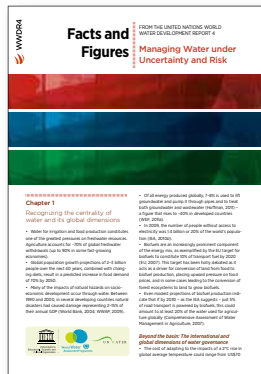 WWDR4
Facts and
Figures
FROM THE UNITED NATIONS WORLD
WATER DEVELOPMENT REPORT 4
Managing Water under
Uncertainty and Risk
Chapter 1
Recognizing the centrality of
water and its global dimensions
• Water for irrigation and food production constitutes
one of the greatest pressures on freshwater resources.
Agriculture accounts for ~70% of global freshwater
withdrawals (up to 90% in some fast-growing
economies).
• Global population growth projections of 2–3 billion
people over the next 40 years, combined with chang-
ing diets, result in a predicted increase in food demand
of 70% by 2050.
• Many of the impacts of natural hazards on socio-
economic development occur through water. Between
1990 and 2000, in several developing countries natural
disasters had caused damage representing 2–15% of
their annual GDP (World Bank, 2004; WWAP, 2009).
• Of all energy produced globally, 7–8% is used to lift
groundwater and pump it through pipes and to treat
both groundwater and wastewater (Hoffman, 2011) –
a figure that rises to ~40% in developed countries
(WEF, 2011a).
• In 2009, the number of people without access to
electricity was 1.4 billion or 20% of the world's popula-
tion (IEA, 2010b).
• Biofuels are an increasingly prominent component
of the energy mix, as exemplified by the EU target for
biofuels to constitute 10% of transport fuel by 2020
(EU, 2007). This target has been hotly debated as it
acts as a driver for conversion of land from food to
biofuel production, placing upward pressure on food
prices, and in some cases leading to the conversion of
forest ecosystems to land to grow biofuels.
• Even modest projections of biofuel production indi-
cate that if by 2030 – as the IEA suggests – just 5%
of road transport is powered by biofuels, this could
amount to at least 20% of the water used for agricul-
ture globally (Comprehensive Assessment of Water
Management in Agriculture, 2007).
Beyond the basin: The international and
global dimensions of water governance
• The cost of adapting to the impacts of a 2°C rise in
global average temperature could range from US$70
UN WATER